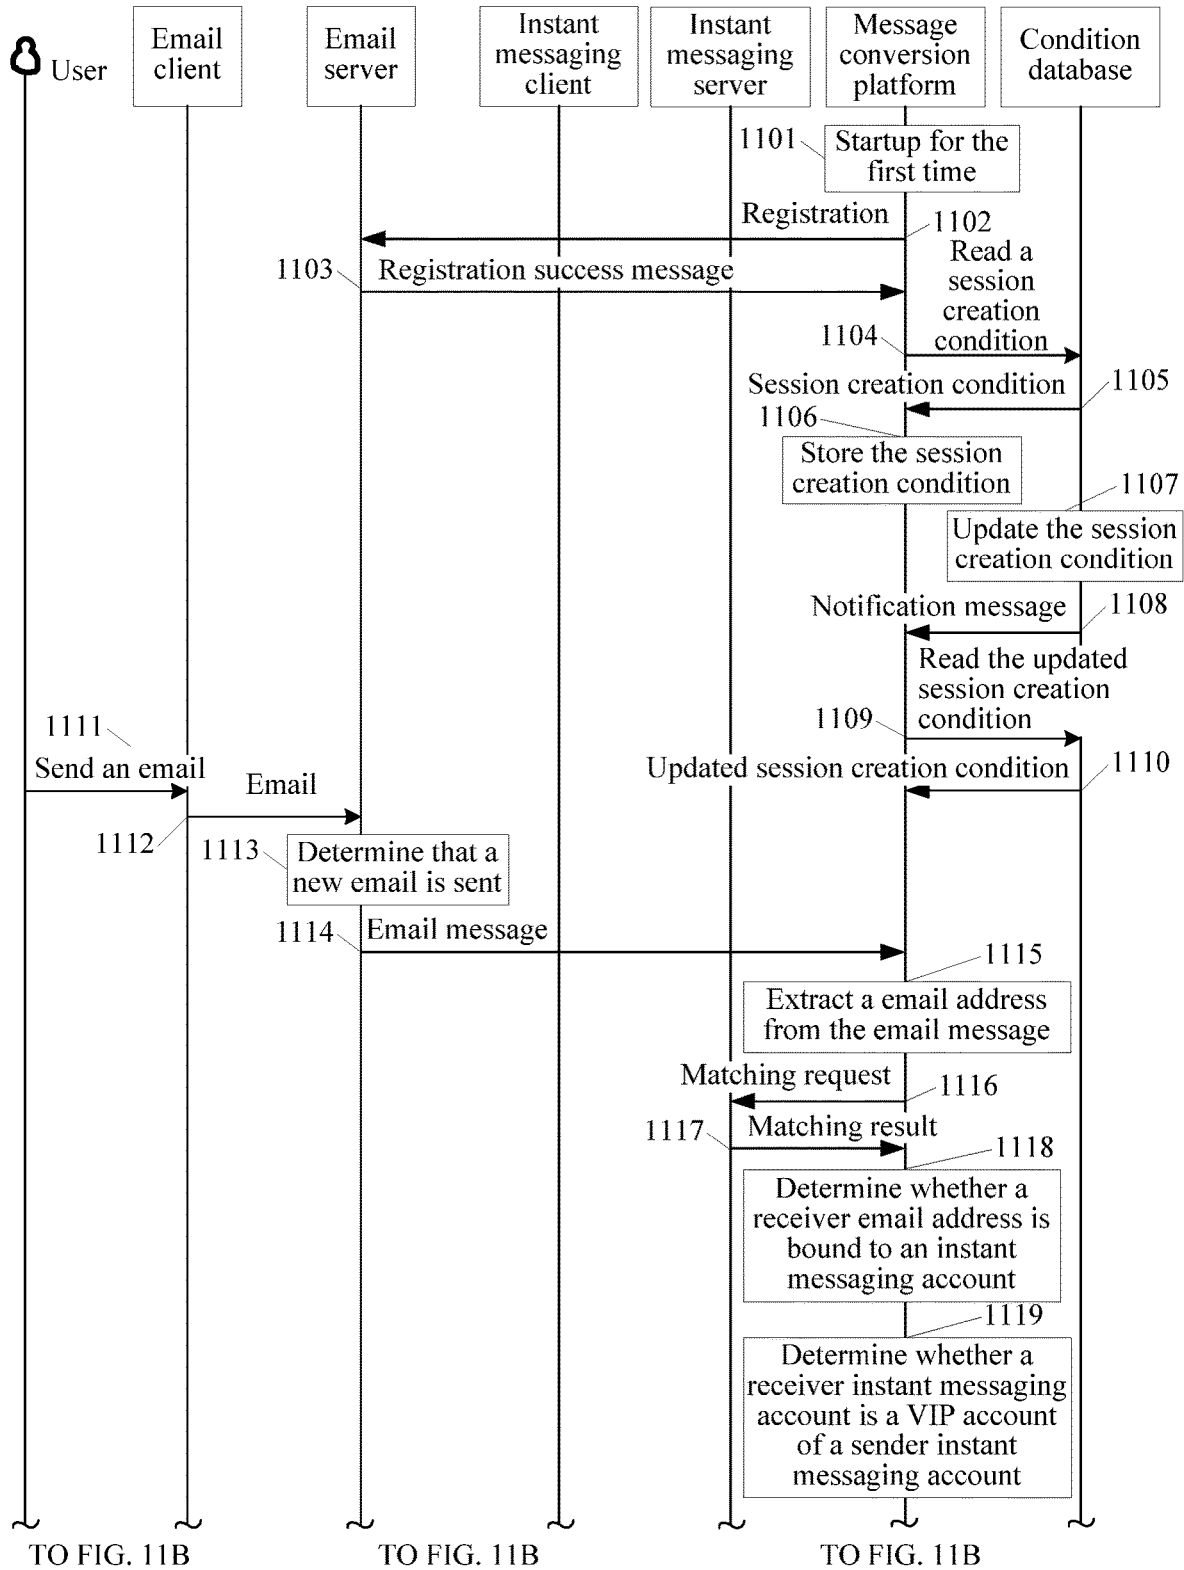 User
Email
client
Email
server
Instant
messaging
client
Instant
messaging
server
Message
conversion
platform
Condition
database
1101
Startup for the
first time
Registration
1102
1103
Registration success message
Read a
session
creation
condition
1104
Session creation condition
1105
1106
Store the session
creation condition
1107
Update the session
creation condition
Notification message
1108
Read the updated
session creation
condition
1109
1111
Send an email
Updated session creation condition
1110
Email
1112
1113
Determine that a
new email is sent
1114
Email message
1115
Extract a email address
from the email message
Matching request
1116
1117
Matching result
1118
Determine whether a
receiver email address is
bound to an instant
messaging account
1119
Determine whether a
receiver instant messaging
account is a VIP account
of a sender instant
messaging account
TO FIG. 11B
TO FIG. 11B
TO FIG. 11B